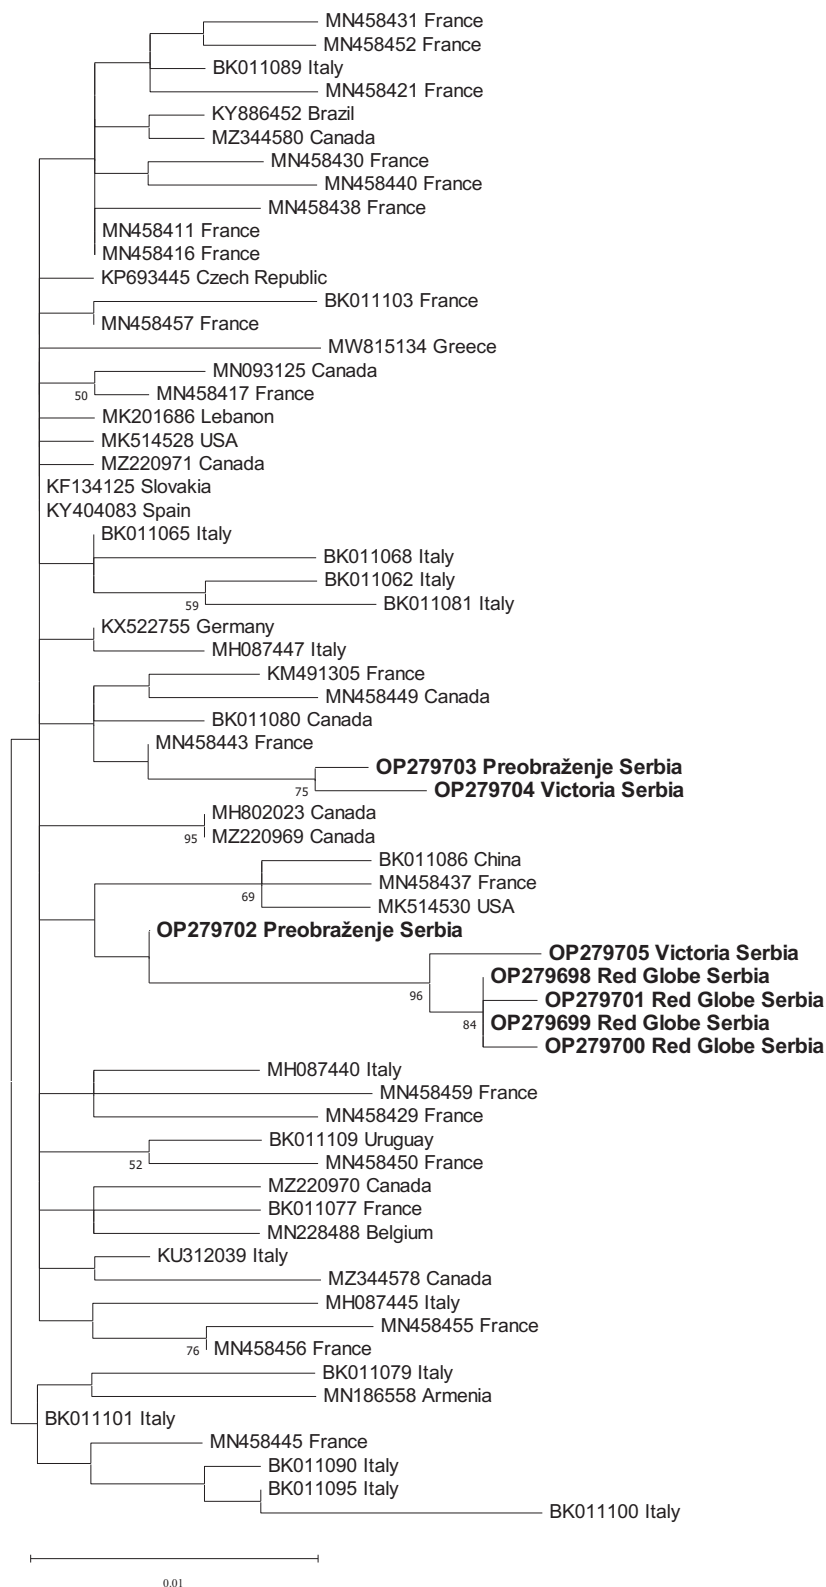 MN458431 France
MN458452 France
BK011089 Italy
MN458421 France
KY886452 Brazil
MZ344580 Canada
MN458430 France
MN458440 France
MN458438 France
MN458411 France
MN458416 France
KP693445 Czech Republic
BK011103 France
MN458457 France
MW815134 Greece
MN093125 Canada
50
MN458417 France
MK201686 Lebanon
MK514528 USA
MZ220971 Canada
KF134125 Slovakia
KY404083 Spain
BK011065 Italy
BK011068 Italy
BK011062 Italy
59
BK011081 Italy
KX522755 Germany
MH087447 Italy
KM491305 France
MN458449 Canada
BK011080 Canada
MN458443 France
OP279703 Preobraženje Serbia
75
OP279704 Victoria Serbia
MH802023 Canada
95
MZ220969 Canada
BK011086 China
MN458437 France
69
MK514530 USA
OP279702 Preobraženje Serbia
OP279705 Victoria Serbia
OP279698 Red Globe Serbia
96
OP279701 Red Globe Serbia
84
OP279699 Red Globe Serbia
OP279700 Red Globe Serbia
MH087440 Italy
MN458459 France
MN458429 France
BK011109 Uruguay
52
MN458450 France
MZ220970 Canada
BK011077 France
MN228488 Belgium
KU312039 Italy
MZ344578 Canada
MH087445 Italy
MN458455 France
76
MN458456 France
BK011079 Italy
MN186558 Armenia
BK011101 Italy
MN458445 France
BK011090 Italy
BK011095 Italy
BK011100 Italy
0.01